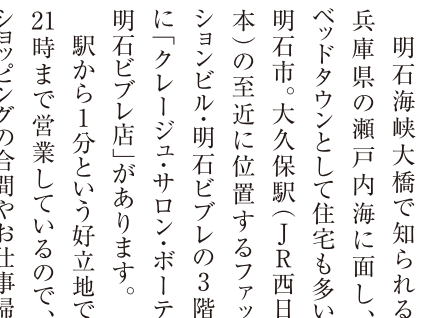 明石海峡大橋で知られる
兵庫県の瀬戸内海に面し、
ベッドタウンとして住宅も多い
明石市。大久保駅（ＪＲ西日
本）の至近に位置するファッ
ションビル・明石ビブレの3階
に「クレージュ・サロン・ボーテ
明石ビブレ店」があります。
駅から1分という好立地で
21時まで営業しているので、
ショッピングの合間やお仕事帰